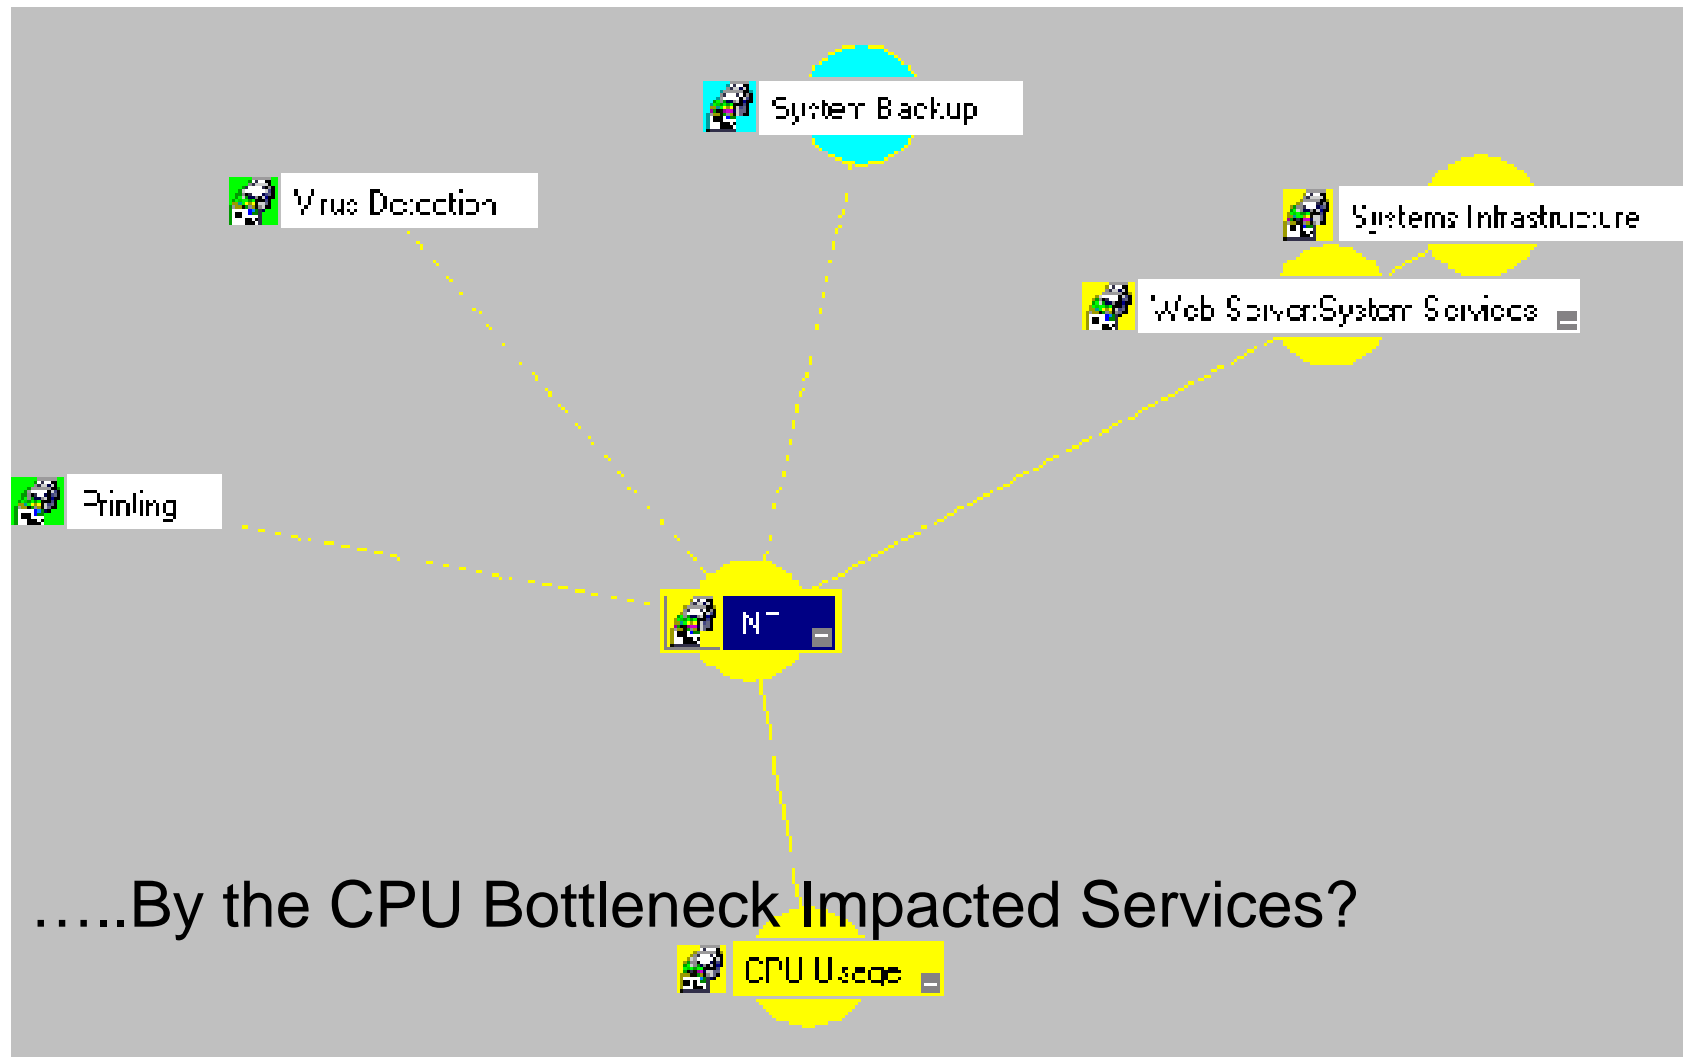 System Backup
Virus Detection
Systems Infrastructure
Web Server:System Services
Printing
NT
…..By the CPU Bottleneck Impacted Services?
CPU Usage